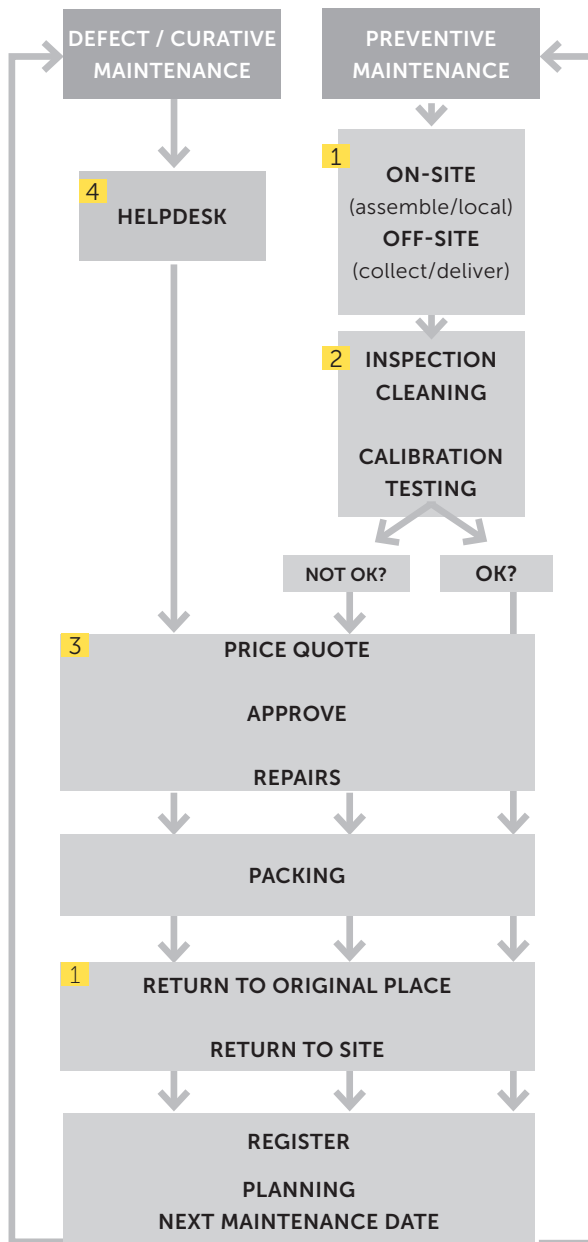 DEFECT / CURATIVE
MAINTENANCE
PREVENTIVE
MAINTENANCE
1
ON-SITE
(assemble/local)
OFF-SITE
(collect/deliver)
4
HELPDESK
2
INSPECTION
CLEANING
CALIBRATION
TESTING
NOT OK?
OK?
3
PRICE QUOTE
APPROVE
REPAIRS
PACKING
1
RETURN TO ORIGINAL PLACE
RETURN TO SITE
REGISTER
PLANNING
NEXT MAINTENANCE DATE